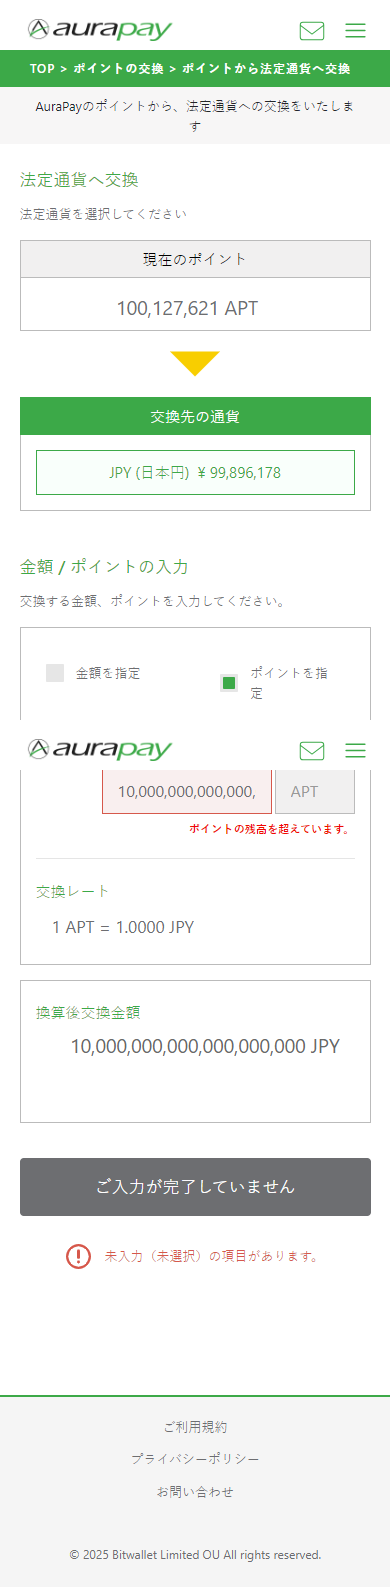 aurapay
TOP > ポイントの交換 > ポイントから法定通貨へ交換
AuraPayのポイントから、法定通貨への交換をいたしま
す
法定通貨へ交換
法定通貨を選択してください
現在のポイント
100,127,621 APT
交換先の通貨
JPY (日本円) ¥ 99,896,178
金額 / ポイントの入力
交換する金額、ポイントを入力してください。
金額を指定
ポイントを指
定
aurapay
10,000,000,000,000, APT
ポイントの残高を超えています。
交換レート
1 APT = 1.0000 JPY
換算後交換金額
10,000,000,000,000,000,000 JPY
ご入力が完了していません
未入力（未選択）の項目があります。
ご利用規約
プライバシーポリシー
お問い合わせ
© 2025 Bitwallet Limited OU All rights reserved.